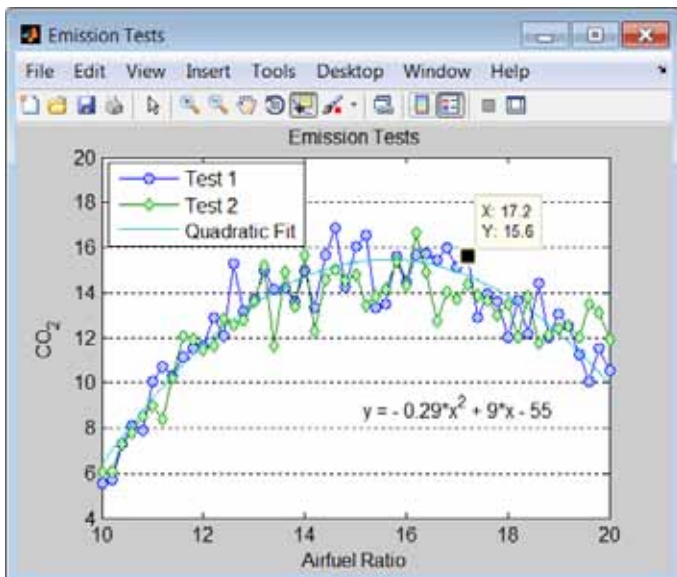 Emission Tests
File Edit View Insert Tools Desktop Window Help
Emission Tests
20
18
16
14
12
10
8
6
4
CO2
Test 1
Test 2
Quadratic Fit
X: 17.2
Y: 15.6
y = - 0.29*x^2 + 9*x - 55
10 12 14 16 18 20
Airfuel Ratio